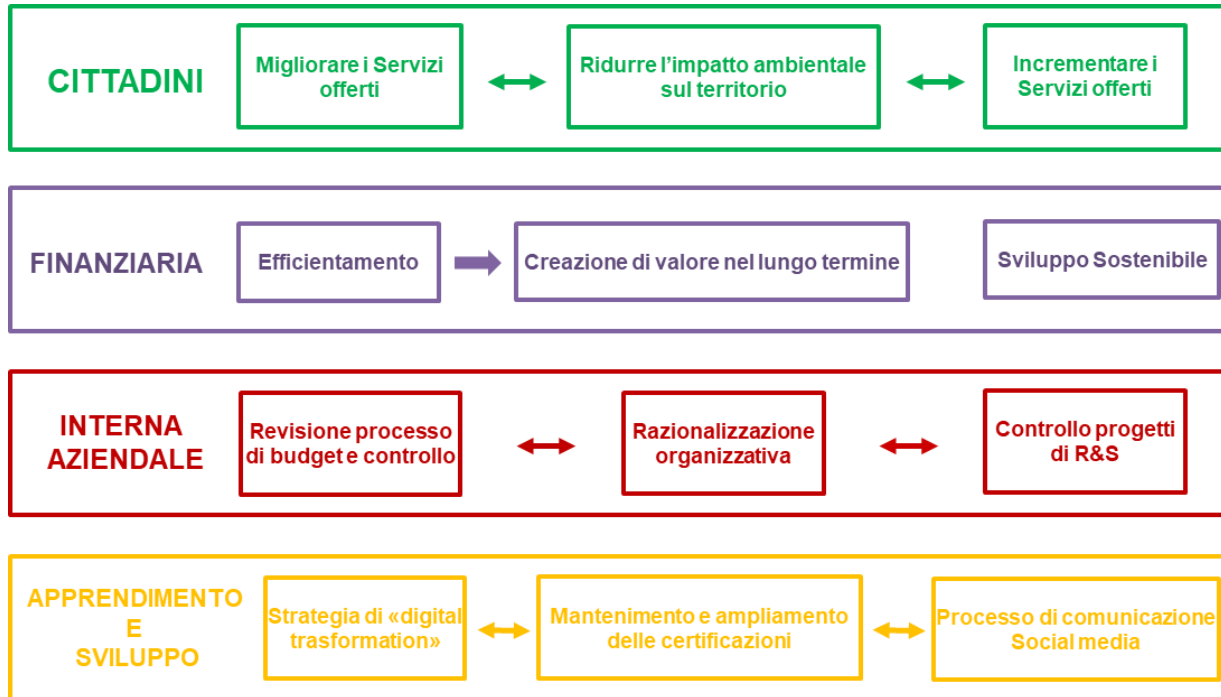 CITTADINI
Migliorare i Servizi
offerti
Ridurre l'impatto ambientale
sul territorio
Incrementare i
Servizi offerti
FINANZIARIA
Efficientamento
Creazione di valore nel lungo termine
Sviluppo Sostenibile
INTERNA
AZIENDALE
Revisione processo
di budget e controllo
Razionalizzazione
organizzativa
Controllo progetti
di R&S
APPRENDIMENTO
E
SVILUPPO
Strategia di «digital
trasformation»
Mantenimento e ampliamento
delle certificazioni
Processo di comunicazione
Social media